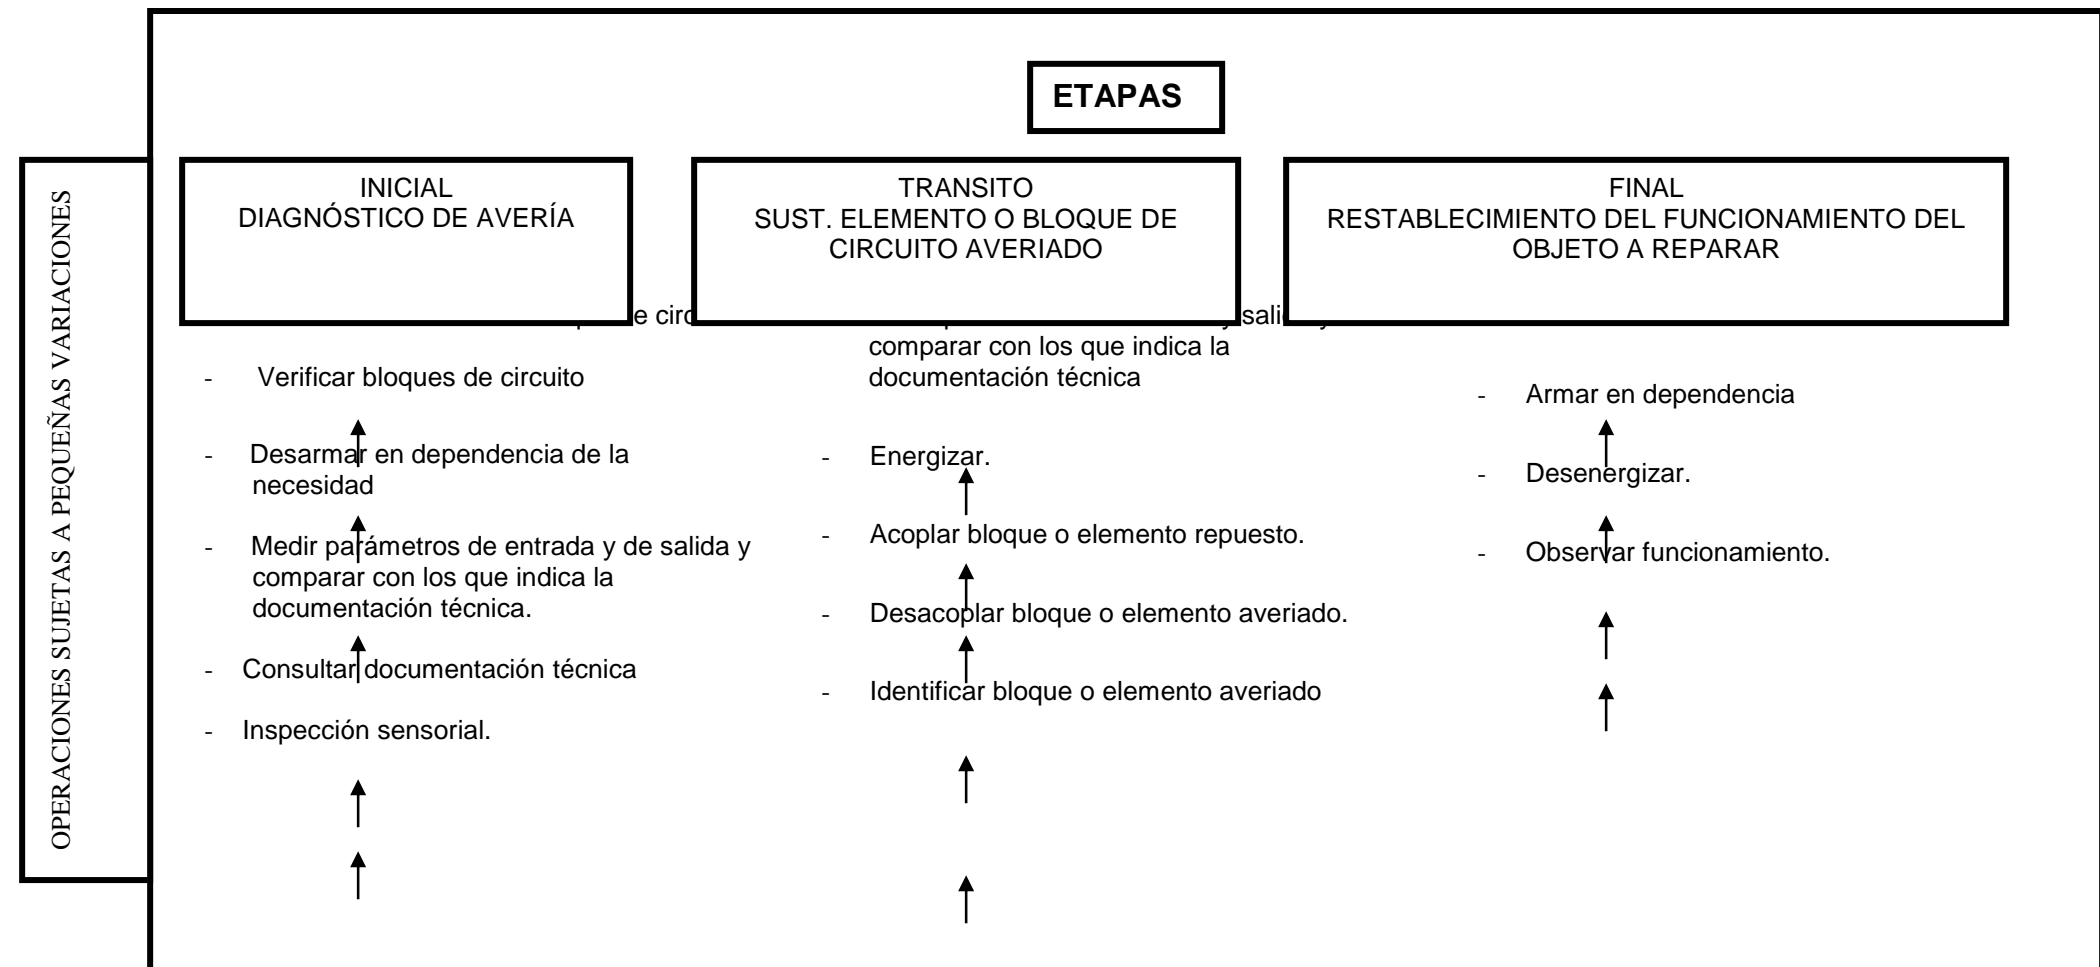 ETAPAS
OPERACIONES SUJETAS A PEQUEÑAS VARIACIONES
INICIAL
DIAGNÓSTICO DE AVERÍA
TRANSITO
SUST. ELEMENTO O BLOQUE DE
CIRCUITO AVERIADO
FINAL
RESTABLECIMIENTO DEL FUNCIONAMIENTO DEL
OBJETO A REPARAR
- Verificar bloques de circuito
- Desarmar en dependencia de la
necesidad
- Medir parámetros de entrada y de salida y
comparar con los que indica la
documentación técnica.
- Consultar documentación técnica
- Inspección sensorial.
comparar con los que indica la
documentación técnica
- Energizar.
- Acoplar bloque o elemento repuesto.
- Desacoplar bloque o elemento averiado.
- Identificar bloque o elemento averiado
- Armar en dependencia
- Desenergizar.
- Observar funcionamiento.